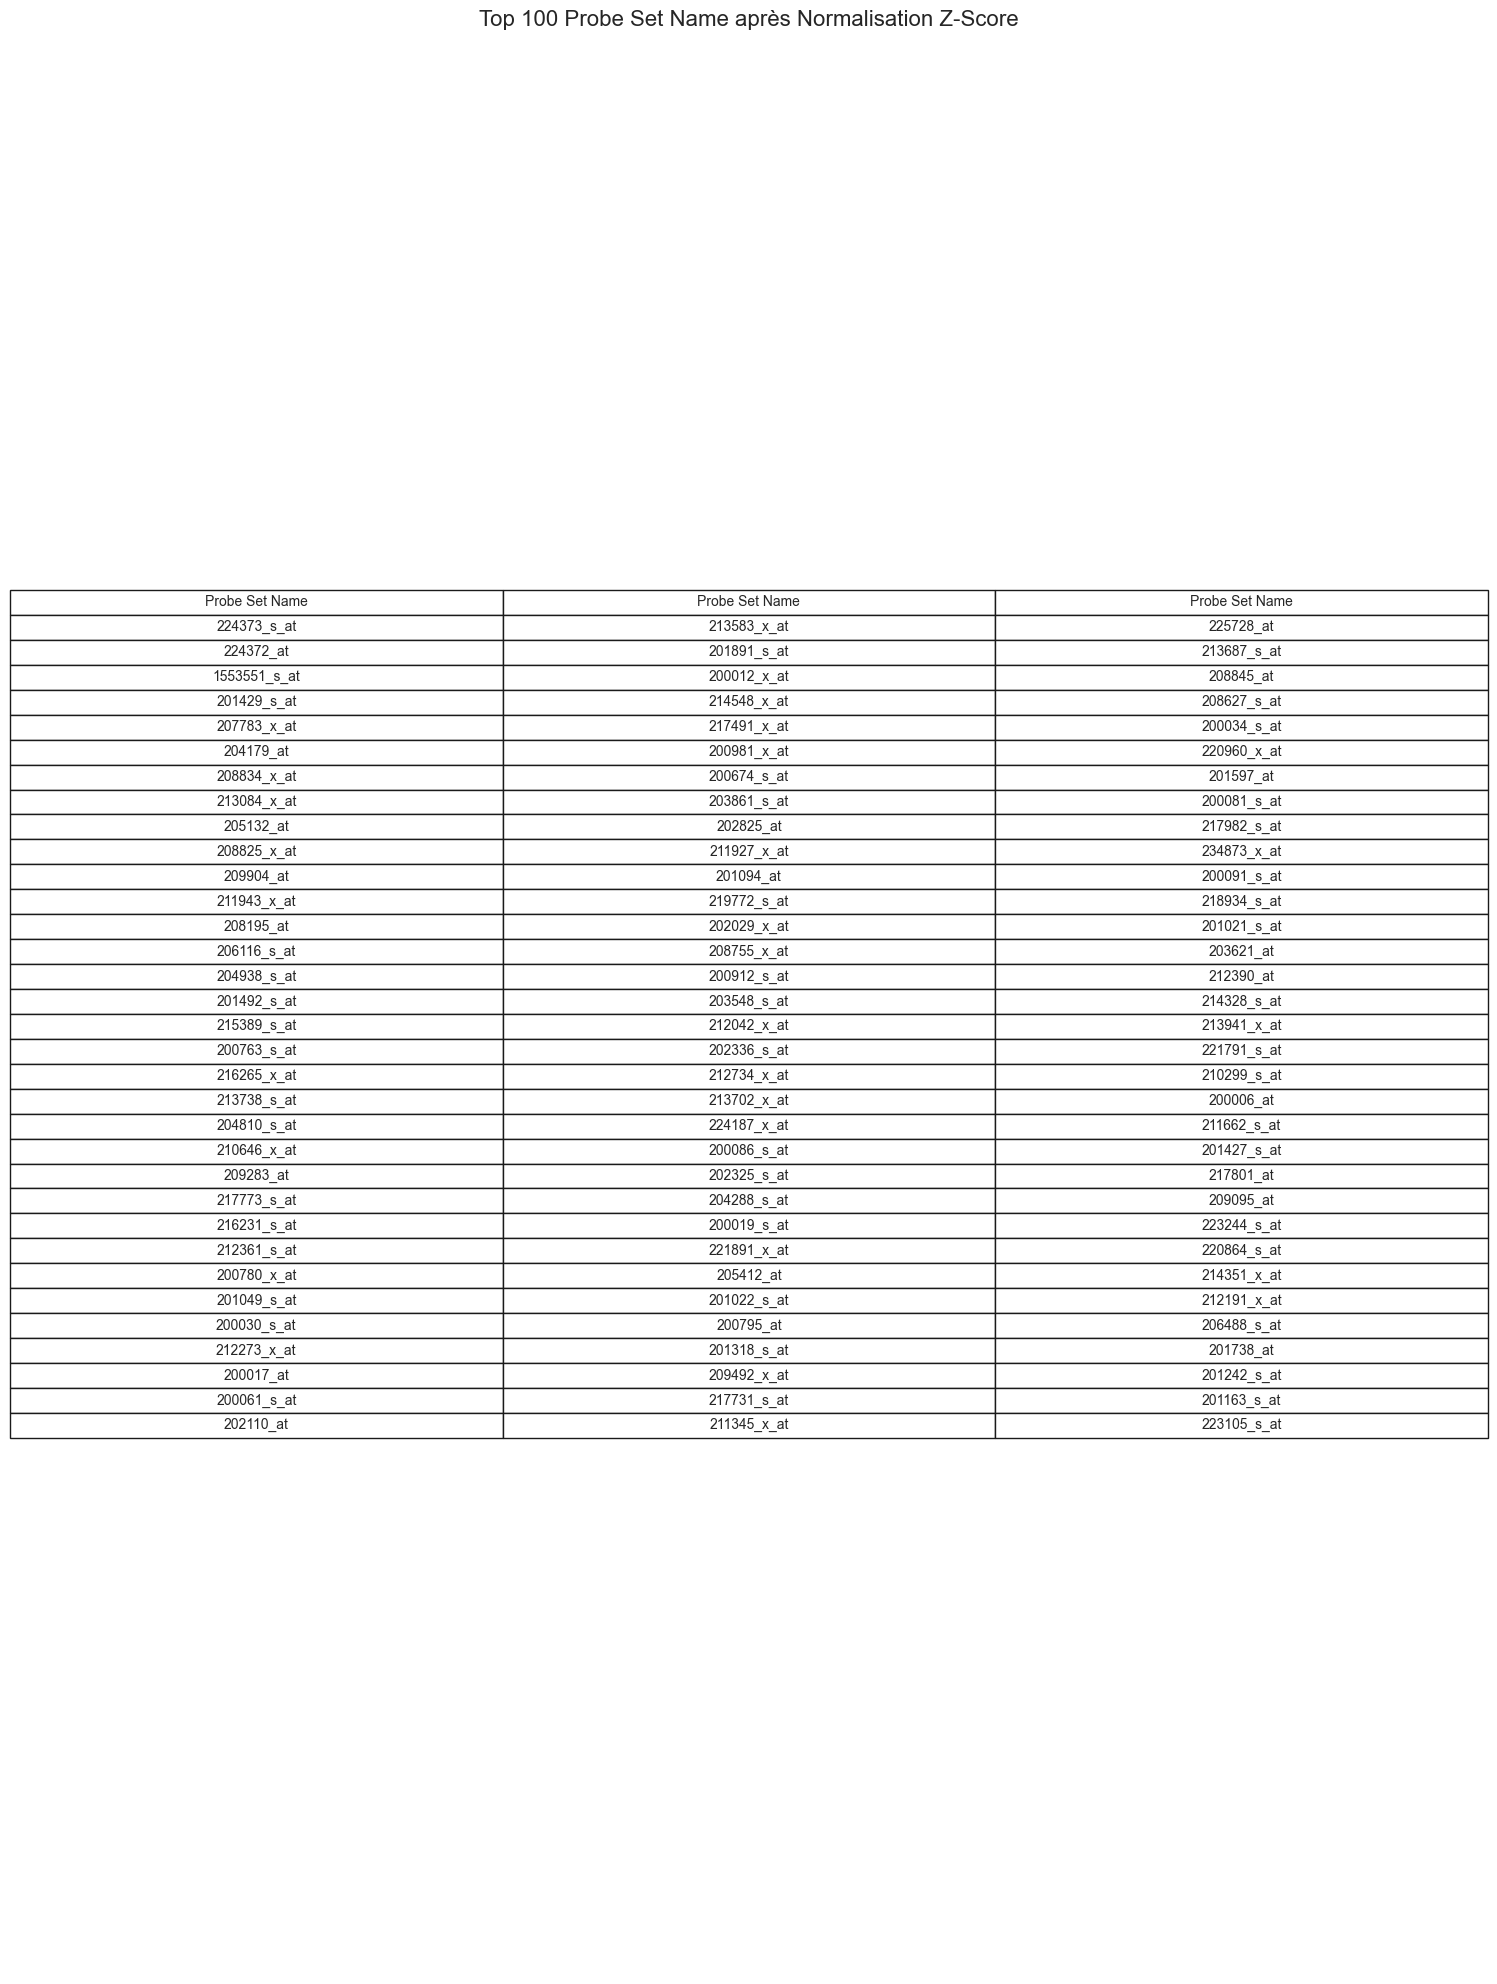 Top 100 Probe Set Name après Normalisation Z-Score
Probe Set Name Probe Set Name Probe Set Name
224373_s_at 213583_x_at 225728_at
224372_at 201891_s_at 213687_s_at
1553551_s_at 200012_x_at 208845_at
201429_s_at 214548_x_at 208627_s_at
207783_x_at 217491_x_at 200034_s_at
204179_at 200981_x_at 220960_x_at
208834_x_at 200674_s_at 201597_at
213084_x_at 203861_s_at 200081_s_at
205132_at 202825_at 217982_s_at
208825_x_at 211927_x_at 234873_x_at
209904_at 201094_at 200091_s_at
211943_x_at 219772_s_at 218934_s_at
208195_at 202029_x_at 201021_s_at
206116_s_at 208755_x_at 203621_at
204938_s_at 200912_s_at 212390_at
201492_s_at 203548_s_at 214328_s_at
215389_s_at 212042_x_at 213941_x_at
200763_s_at 202336_s_at 221791_s_at
216265_x_at 212734_x_at 210299_s_at
213738_s_at 213702_x_at 200006_at
204810_s_at 224187_x_at 211662_s_at
210646_x_at 200086_s_at 201427_s_at
209283_at 202325_s_at 217801_at
217773_s_at 204288_s_at 209095_at
216231_s_at 200019_s_at 223244_s_at
212361_s_at 221891_x_at 220864_s_at
200780_x_at 205412_at 214351_x_at
201049_s_at 201022_s_at 212191_x_at
200030_s_at 200795_at 206488_s_at
212273_x_at 201318_s_at 201738_at
200017_at 209492_x_at 201242_s_at
200061_s_at 217731_s_at 201163_s_at
202110_at 211345_x_at 223105_s_at